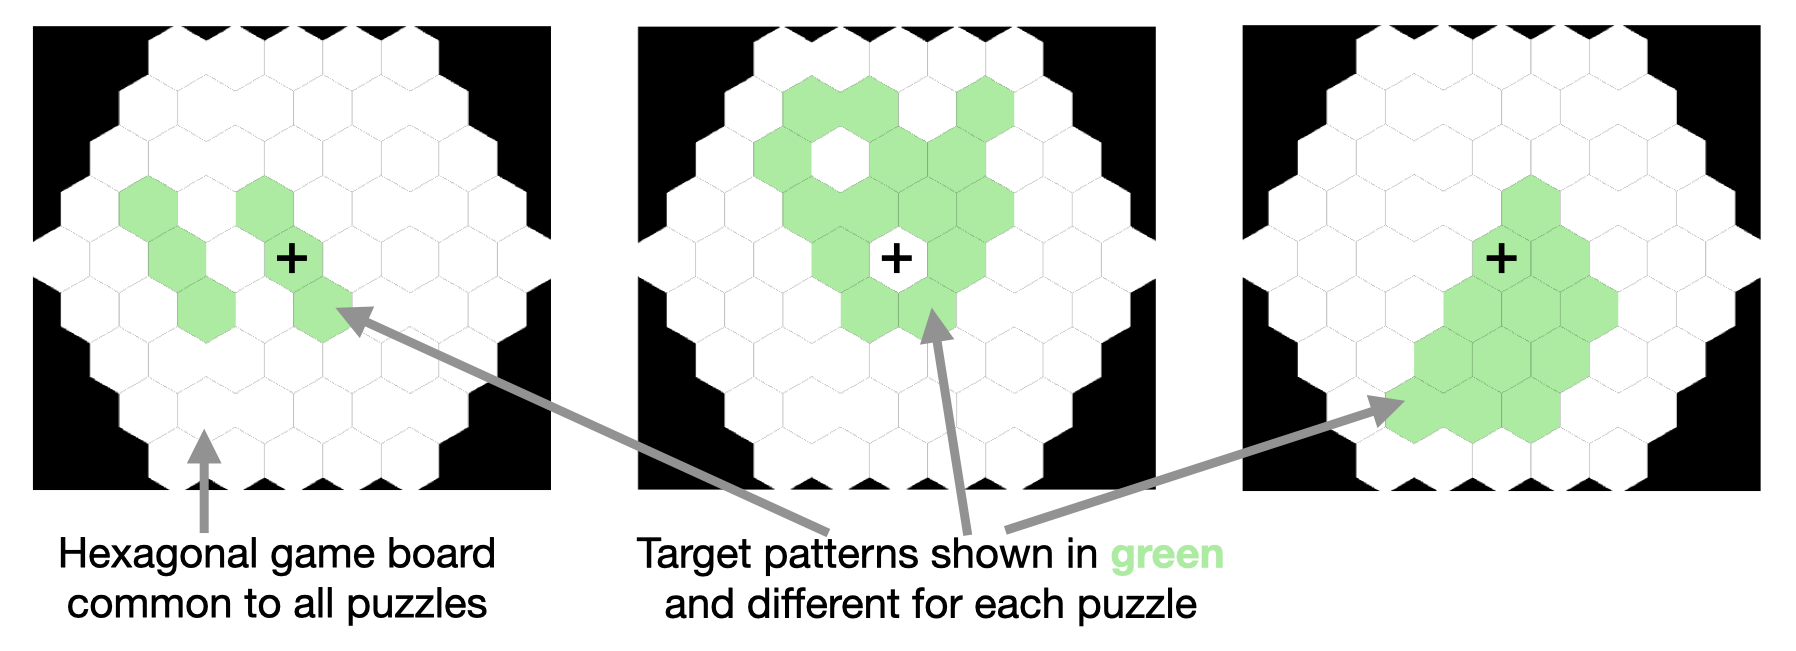 Hexagonal game board
common to all puzzles
Target patterns shown in green
and different for each puzzle